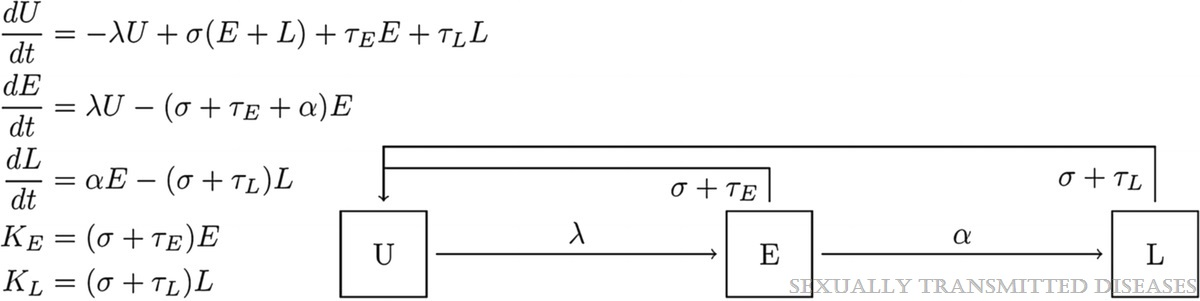 dU/dt = −λU + σ(E + L) + τ_E E + τ_L L
dE/dt = λU − (σ + τ_E + α)E
dL/dt = αE − (σ + τ_L)L
K_E = (σ + τ_E)E
K_L = (σ + τ_L)L
σ + τ_E
σ + τ_L
U
λ
E
α
L
SEXUALLY TRANSMITTED DISEASES